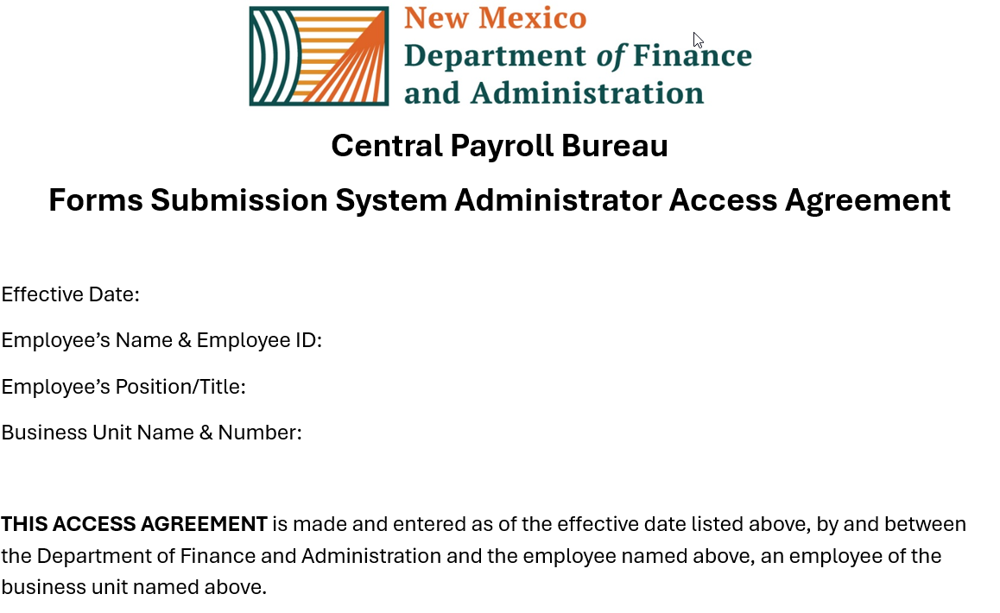 New Mexico
Department of Finance
and Administration
Central Payroll Bureau
Forms Submission System Administrator Access Agreement
Effective Date:
Employee’s Name & Employee ID:
Employee’s Position/Title:
Business Unit Name & Number:
THIS ACCESS AGREEMENT is made and entered as of the effective date listed above, by and between
the Department of Finance and Administration and the employee named above, an employee of the
business unit named above.